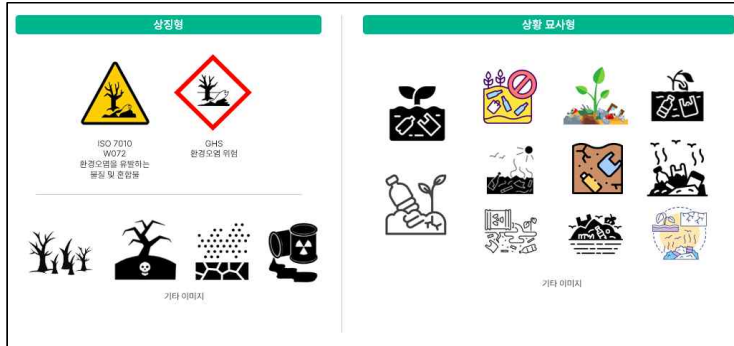 상징형
ISO 7010
W072
환경오염을 유발하는
물질 및 혼합물
GHS
환경오염 위험
기타 이미지
상황 묘사형
기타 이미지